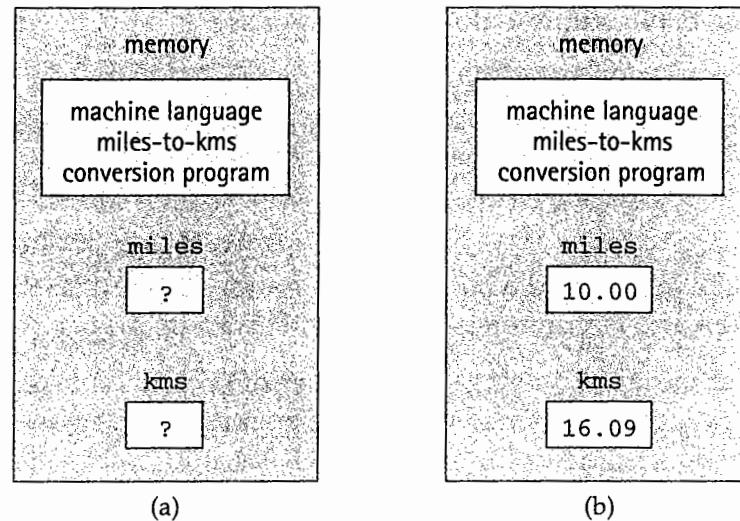 memory
machine language
miles-to-kms
conversion program
miles
?
kms
?
(a)
memory
machine language
miles-to-kms
conversion program
miles
10.00
kms
16.09
(b)